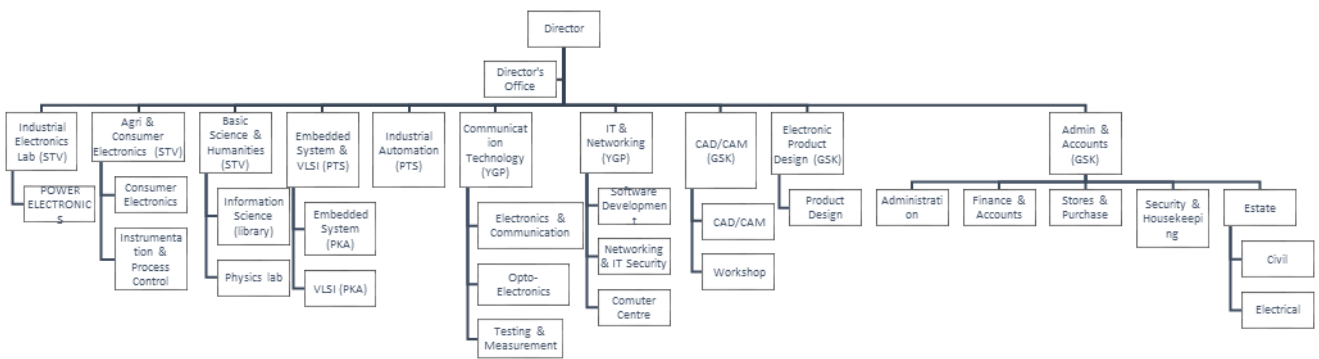 Director
Director's
Office
Industrial
Electronics
Lab (STV)
POWER
ELECTRONIC
S
Agri &
Consumer
Electronics (STV)
Consumer
Electronics
Instrumenta
tion &
Process
Control
Basic
Science &
Humanities
(STV)
Information
Science
(library)
Physics lab
Embedded
System &
VLSI (PTS)
Embedded
System
(PKA)
VLSI (PKA)
Industrial
Automation
(PTS)
Communicat
ion
Technology
(YGP)
Electronics &
Communication
Opto-
Electronics
Testing &
Measurement
IT &
Networking
(YGP)
Software
Developmen
t
Networking
& IT Security
Comuter
Centre
CAD/CAM
(GSK)
CAD/CAM
Workshop
Electronic
Product
Design (GSK)
Product
Design
Admin &
Accounts
(GSK)
Administrati
on
Finance &
Accounts
Stores &
Purchase
Security &
Housekeepi
ng
Estate
Civil
Electrical